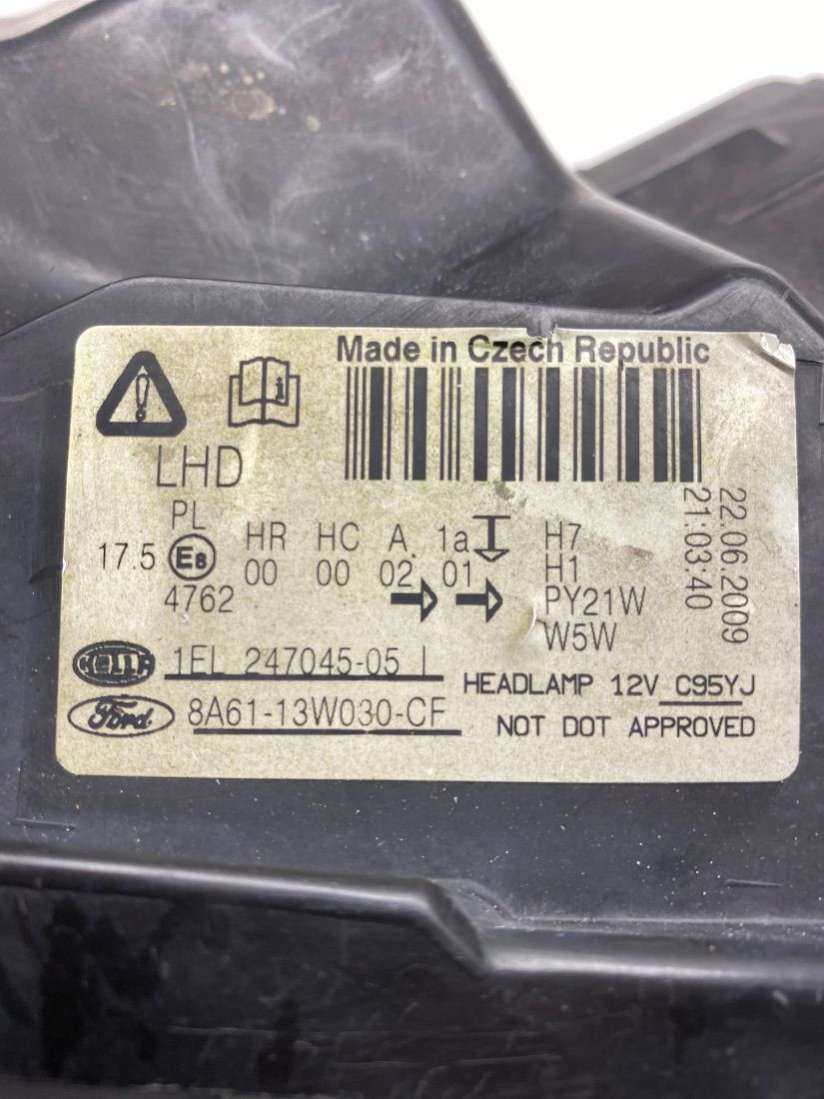 Made in Czech Republic
LHD
PL
17.5 E8 HR HC A 1a H7
00 00 02 01 H1
4762 PY21W
W5W
22.06.2009
21:03:40
HELLA 1EL 247045-05 I
HEADLAMP 12V C95YJ
Ford 8A61-13W030-CF
NOT DOT APPROVED